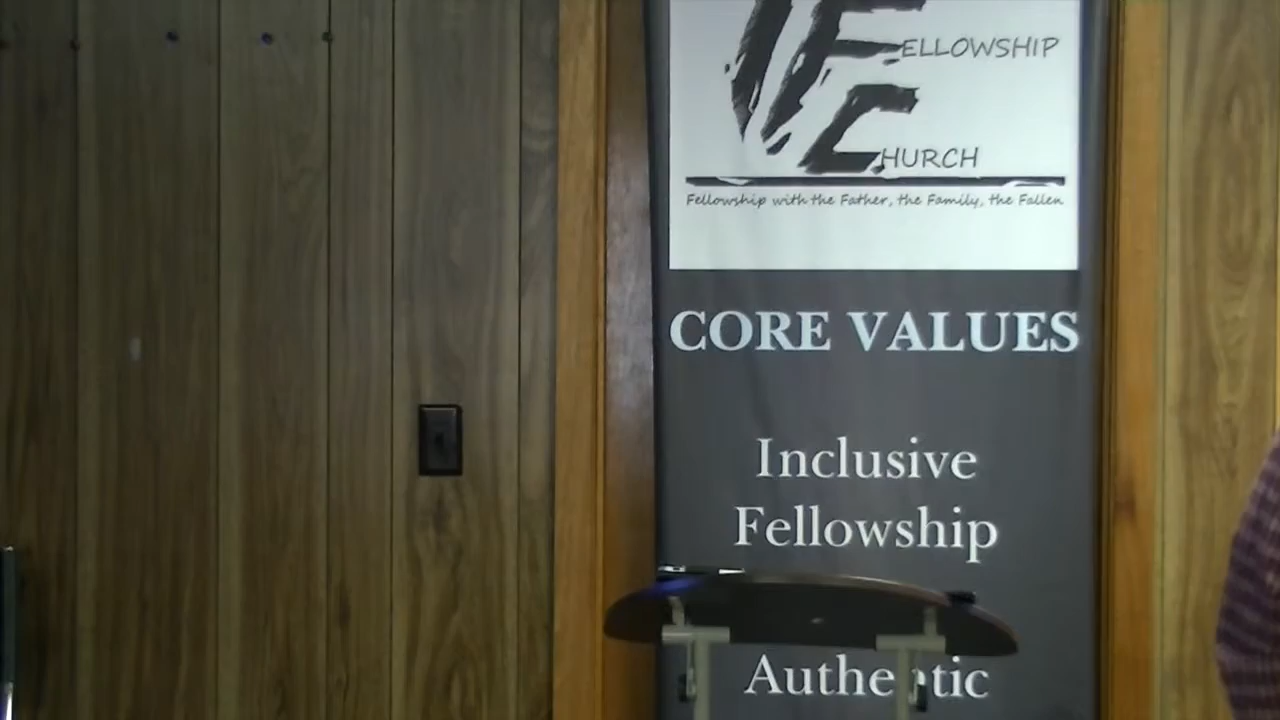 FELLOWSHIP
CHURCH
Fellowship with the Father, the Family, the Fallen
CORE VALUES
Inclusive
Fellowship
Authentic